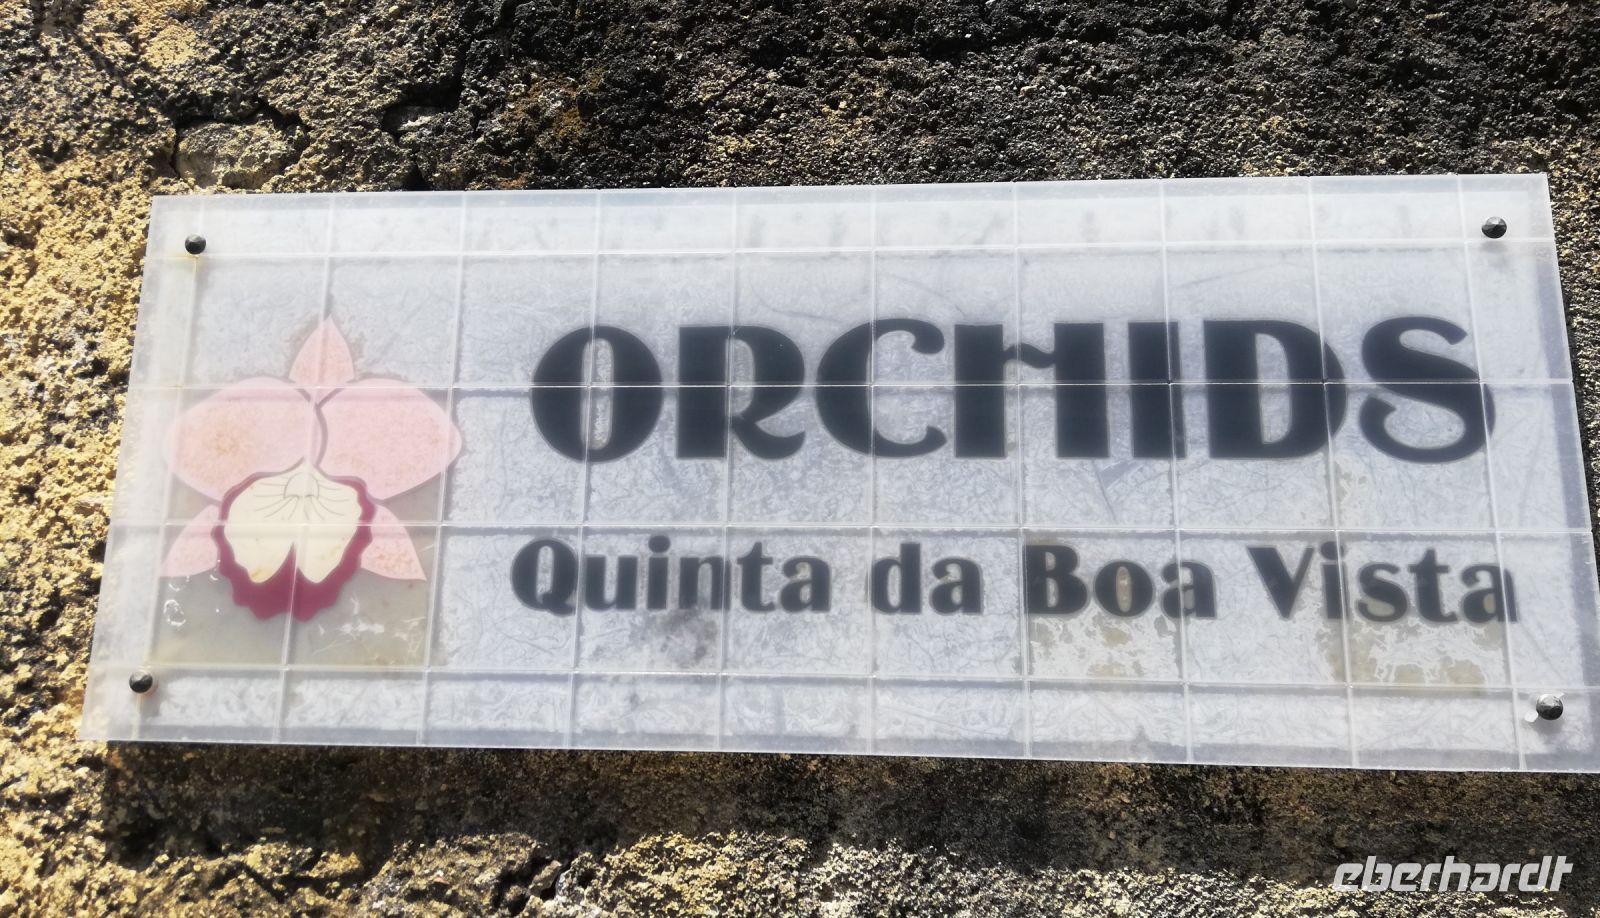 ORCHIDS
Quinta da Boa Vista
eberhardt